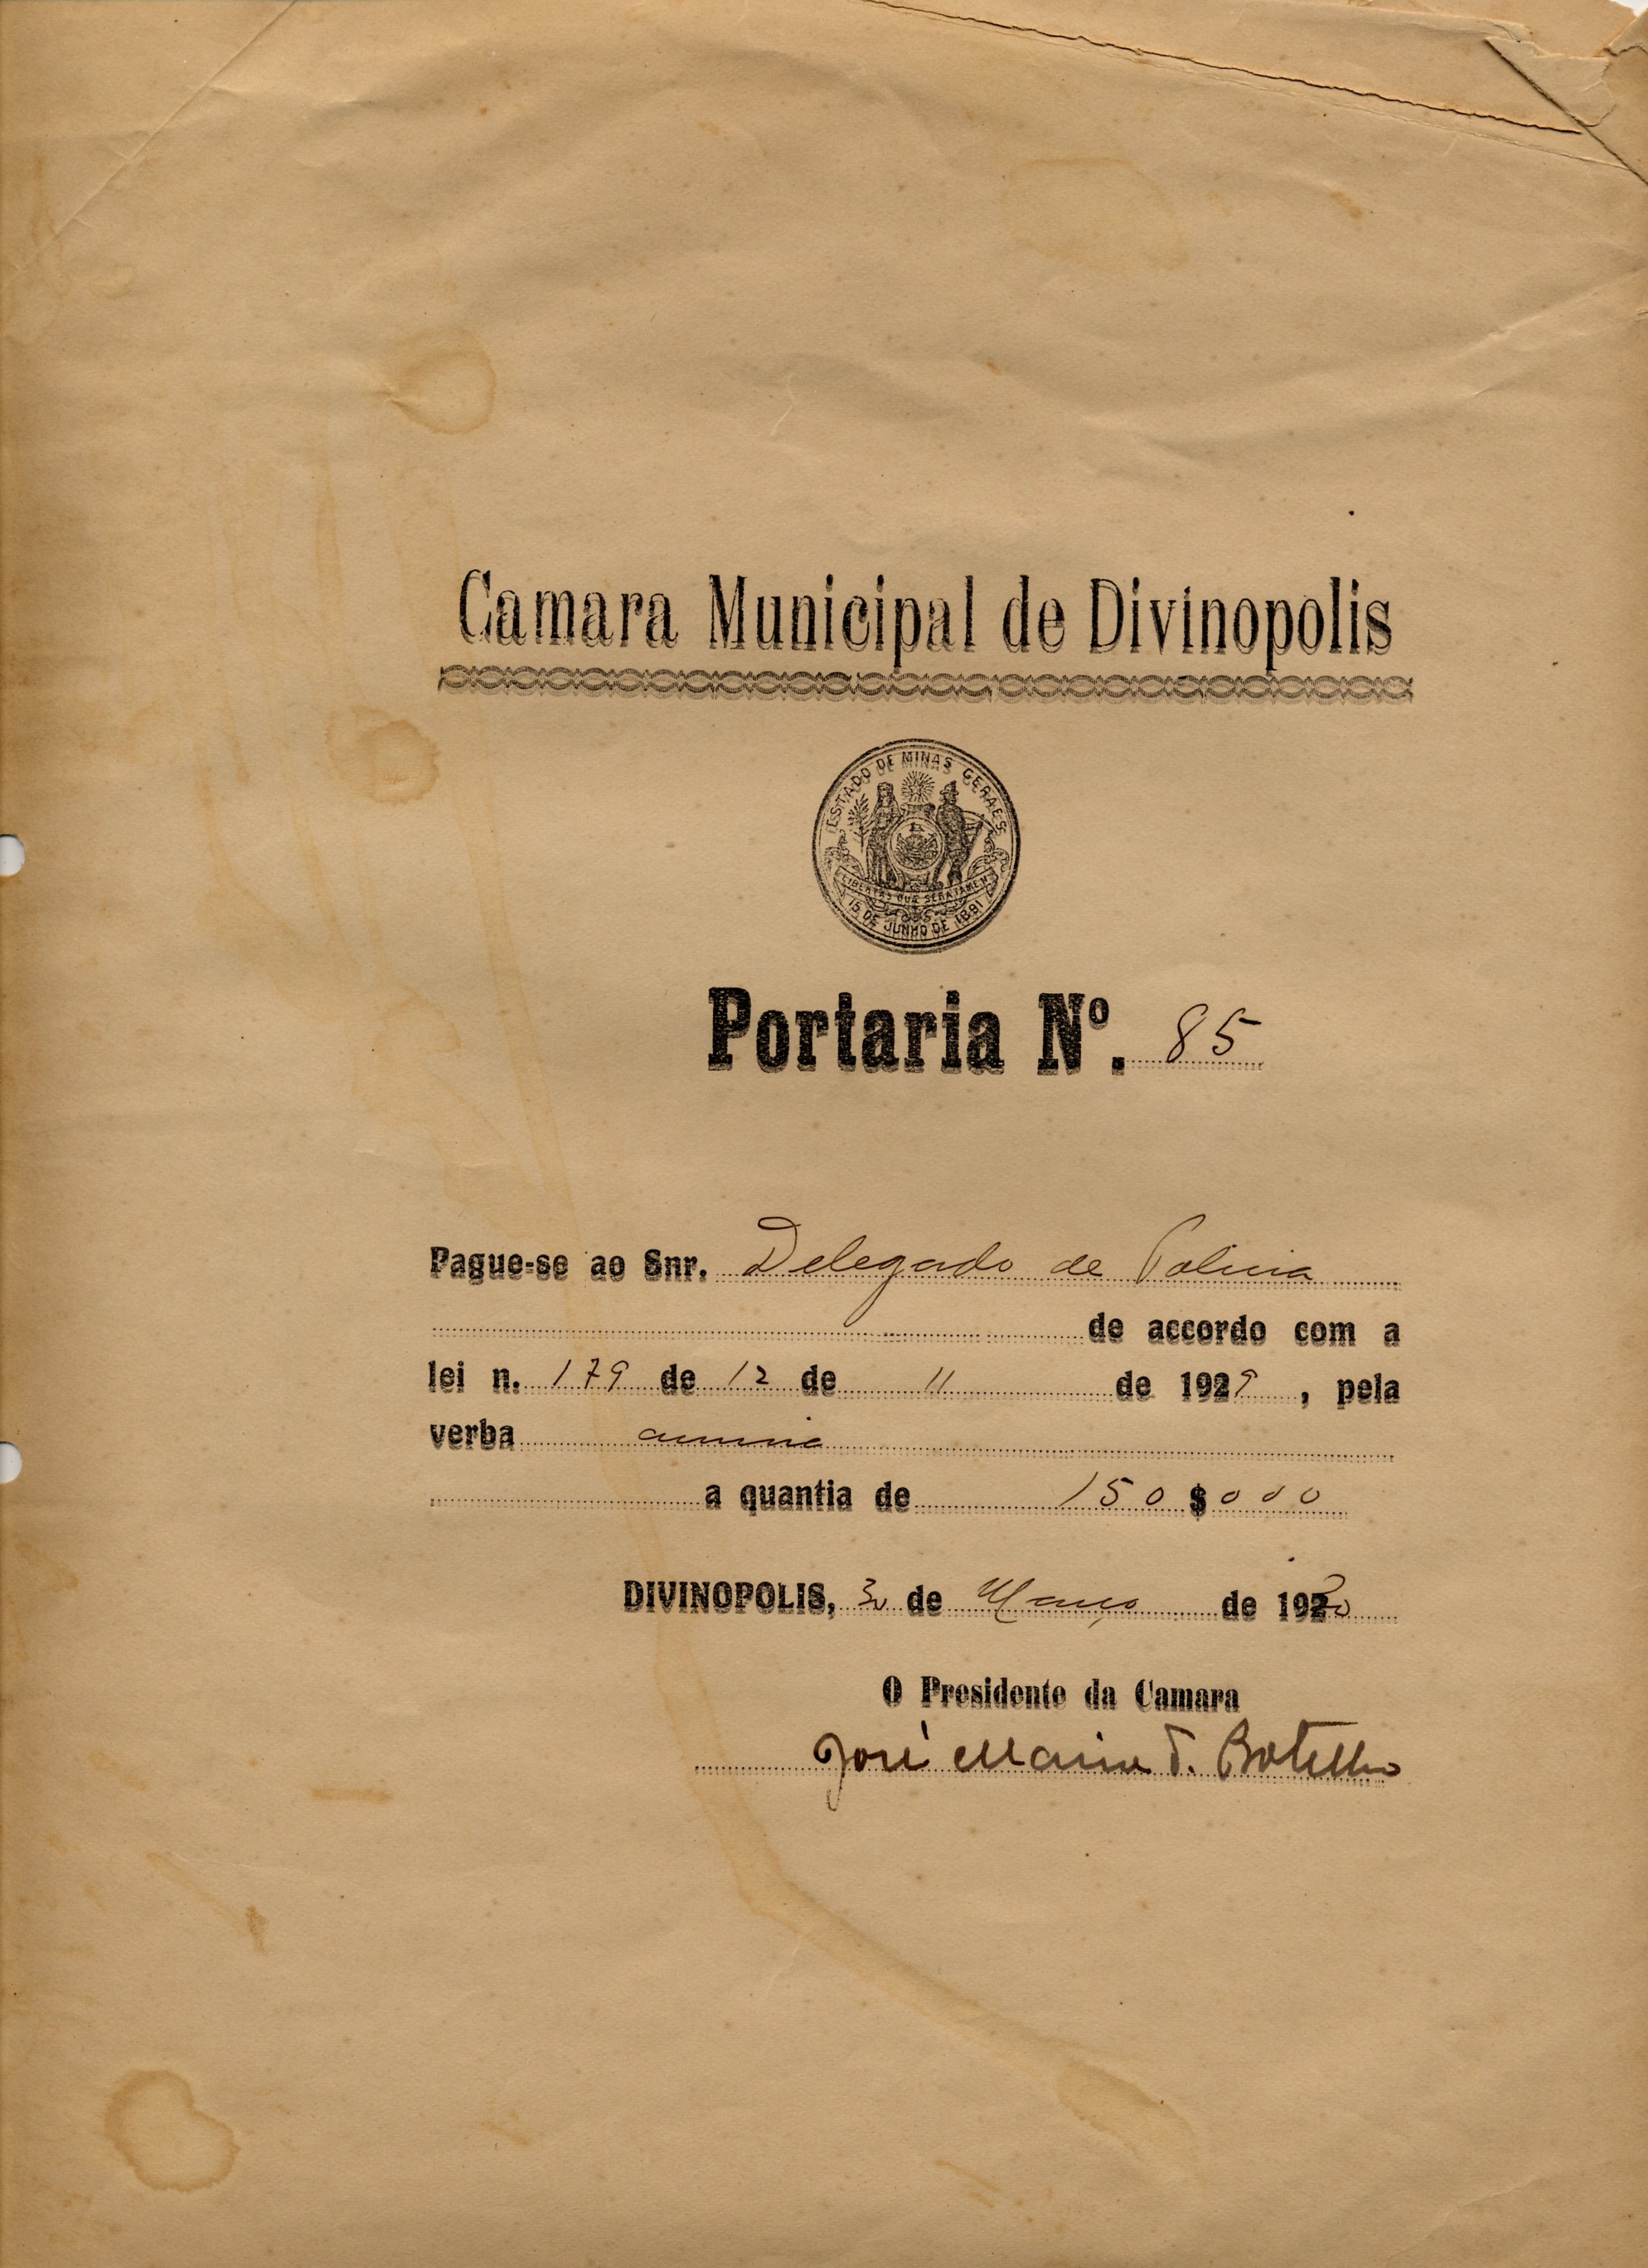 Camara Municipal de Divinopolis
ESTADO DE MINAS GERAES
LIBERTAS QUÆ SERA TAMEN
15 DE JUNHO DE 1891
Portaria Nº. 85
Pague-se ao Snr. Delegado de Policia
de accordo com a
lei n. 179 de 12 de 11 de 1929, pela
verba
a quantia de 150$000
DIVINOPOLIS, 30 de Março de 1930
O Presidente da Camara
José Maria T. Botelho